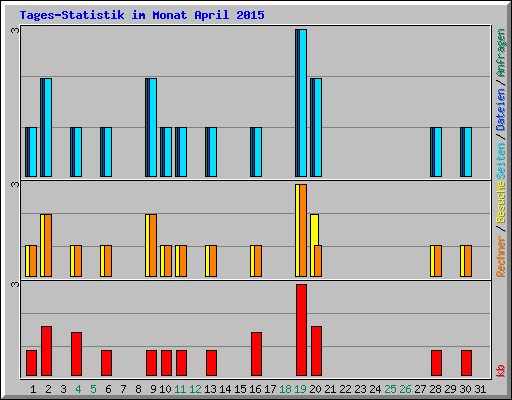 Tages-Statistik im Monat April 2015
3
3
3
Rechner / Besuche Seiten / Dateien / Anfragen
kb
1 2 3 4 5 6 7 8 9 10 11 12 13 14 15 16 17 18 19 20 21 22 23 24 25 26 27 28 29 30 31